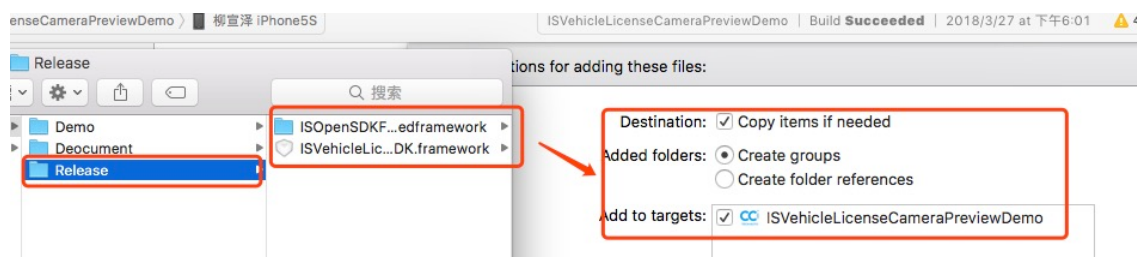 enseCameraPreviewDemo 〉 柳宣泽 iPhone5S
ISVehicleLicenseCameraPreviewDemo | Build Succeeded | 2018/3/27 at 下午6:01 4
Release
tions for adding these files:
搜索
Demo
Deocument
Release
ISOpenSDKF...edframework
ISVehicleLic...DK.framework
Destination: Copy items if needed
Added folders: Create groups
Create folder references
Add to targets: CC ISVehicleLicenseCameraPreviewDemo